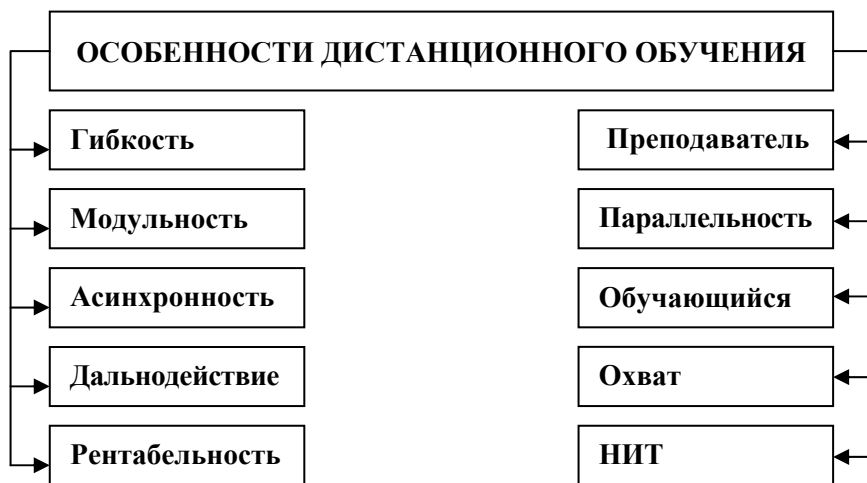 ОСОБЕННОСТИ ДИСТАНЦИОННОГО ОБУЧЕНИЯ
Гибкость
Преподаватель
Модульность
Параллельность
Асинхронность
Обучающийся
Дальнодействие
Охват
Рентабельность
НИТ